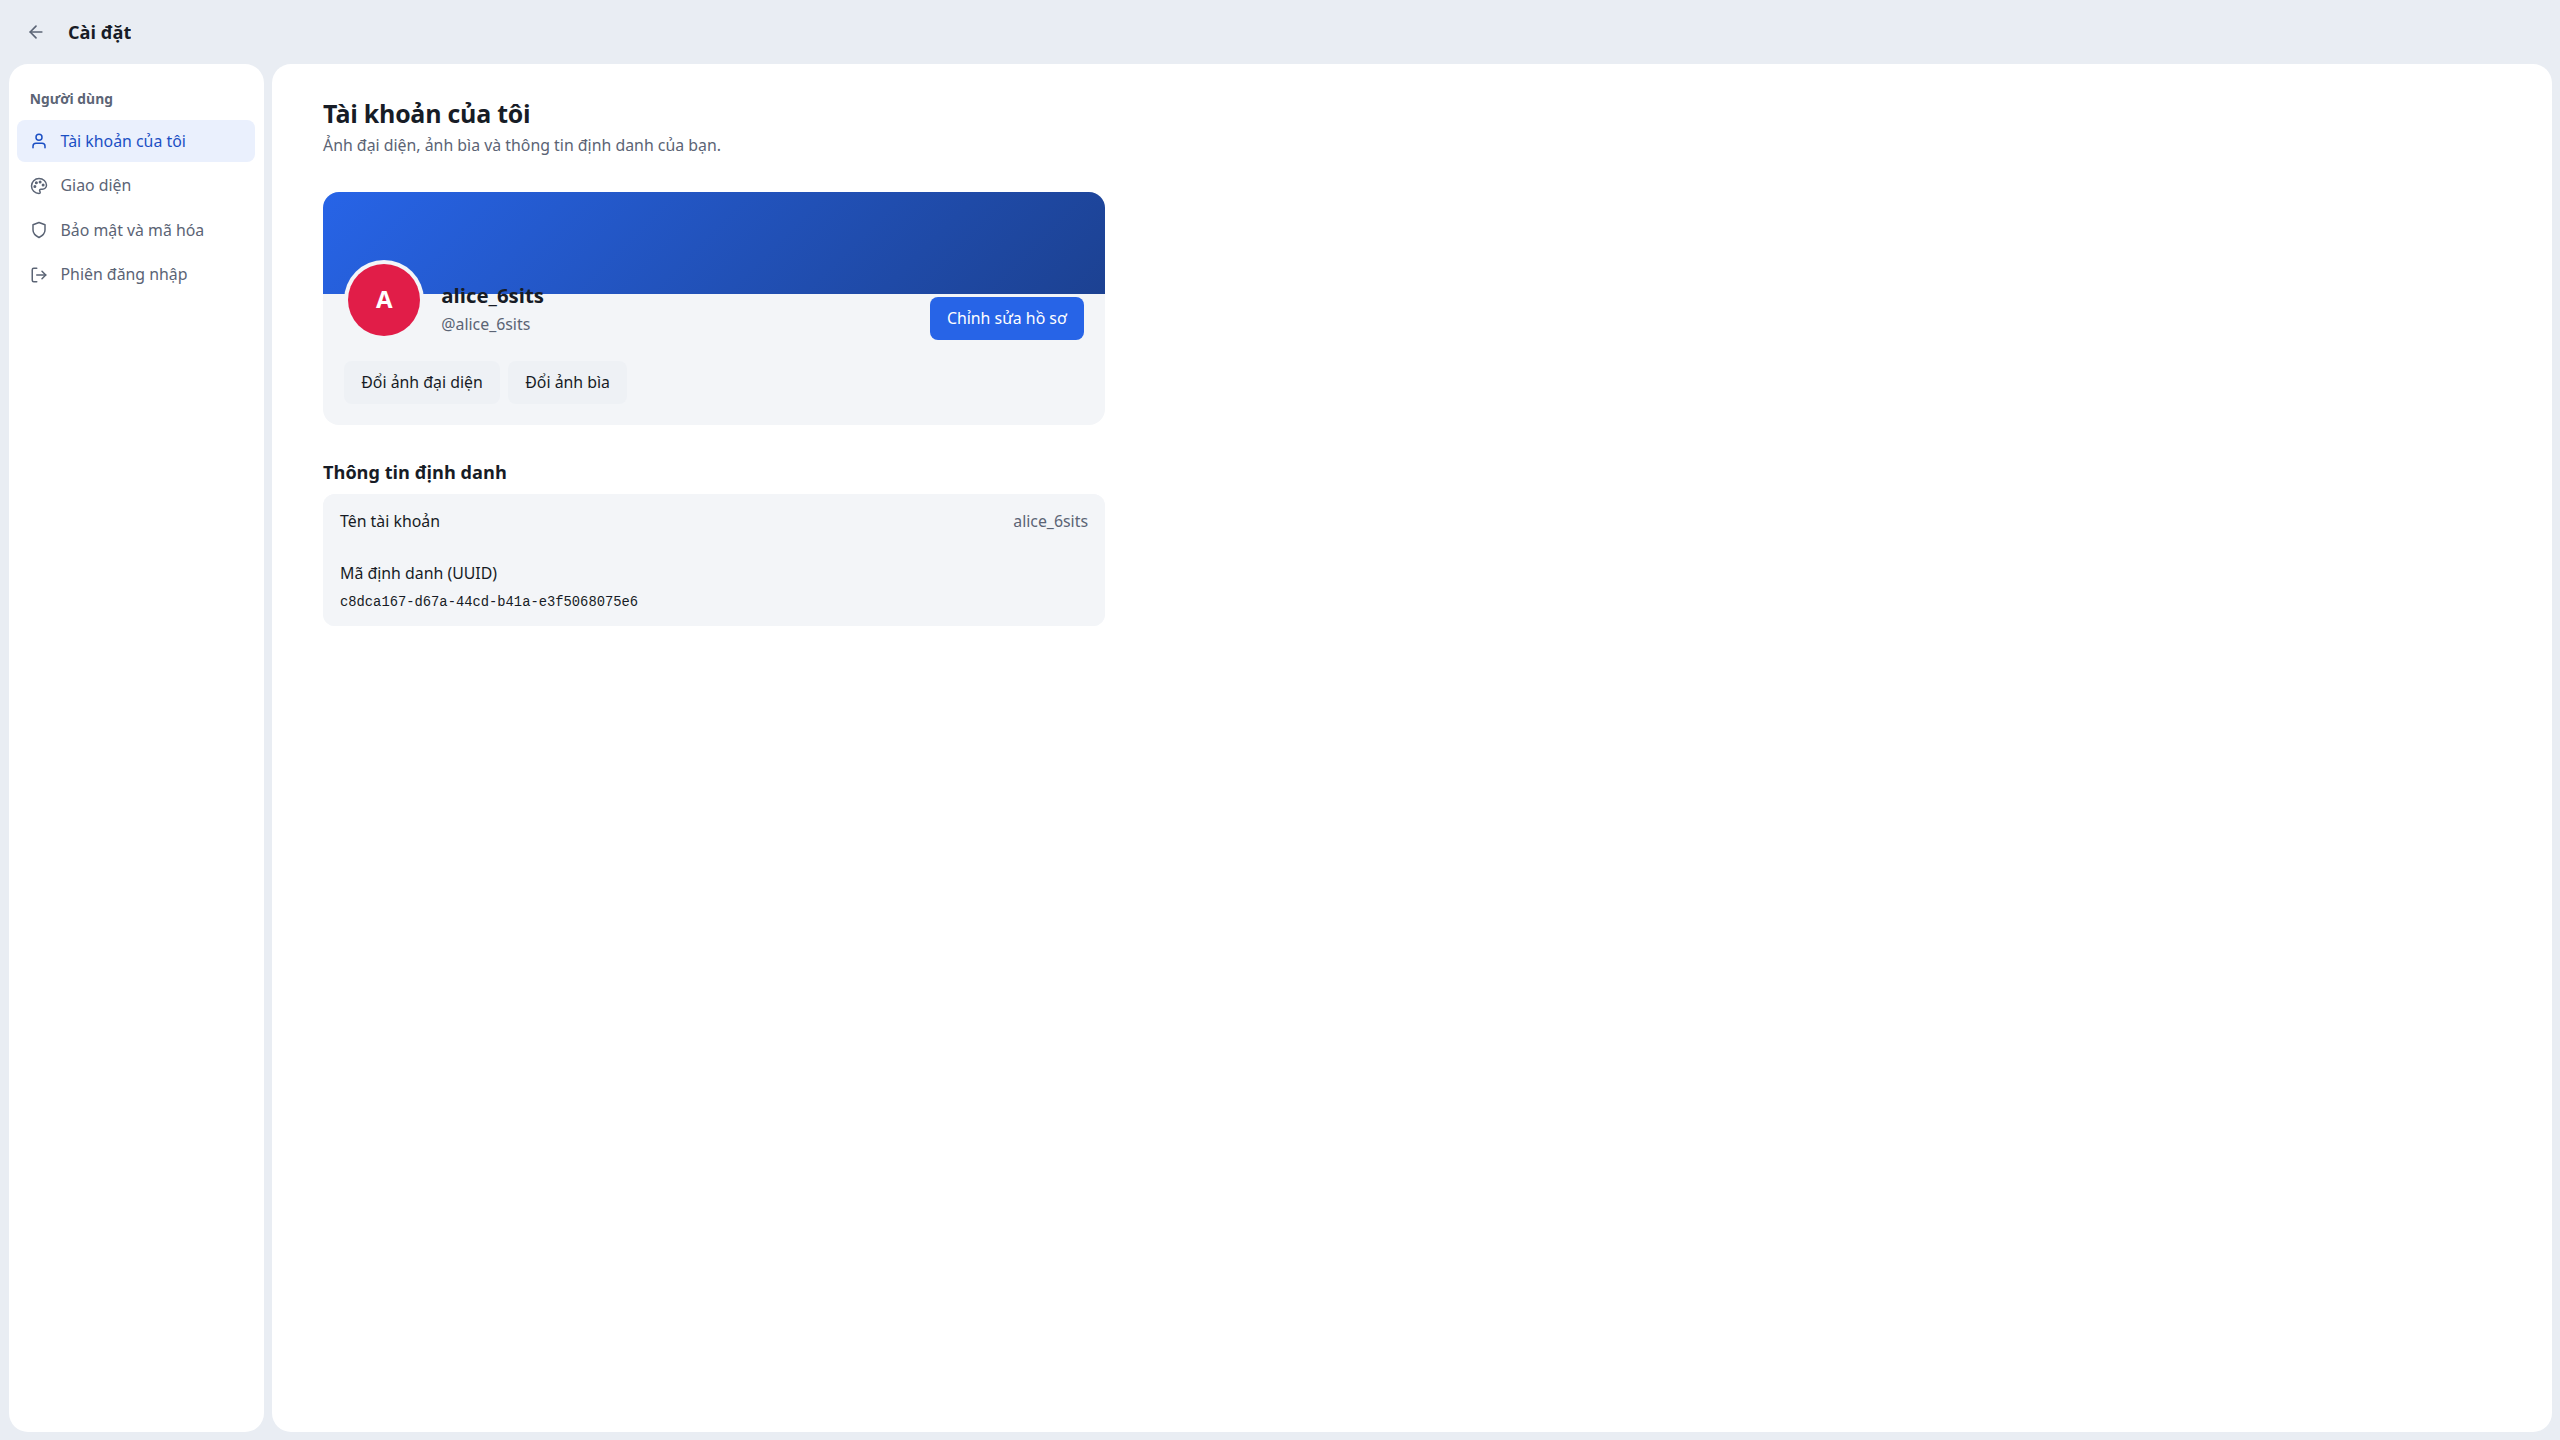 Cài đặt
Người dùng
Tài khoản của tôi
Giao diện
Bảo mật và mã hóa
Phiên đăng nhập
Tài khoản của tôi
Ảnh đại diện, ảnh bìa và thông tin định danh của bạn.
A
alice_6sits
@alice_6sits
Chỉnh sửa hồ sơ
Đổi ảnh đại diện
Đổi ảnh bìa
Thông tin định danh
Tên tài khoản
alice_6sits
Mã định danh (UUID)
c8dca167-d67a-44cd-b41a-e3f5068075e6